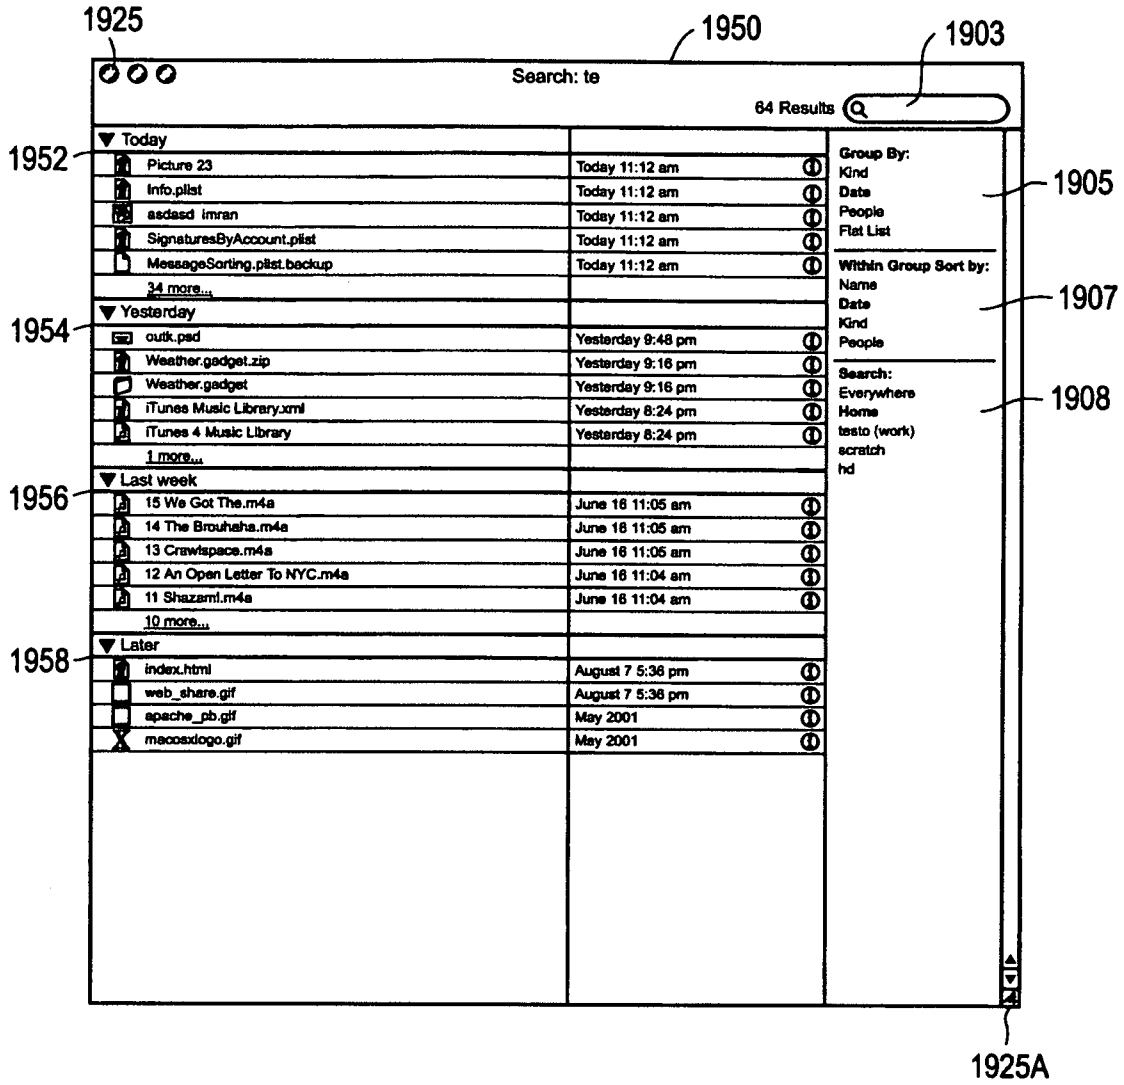 1925
1950
1903
Search: te
64 Results
Today
1952
Picture 23 Today 11:12 am
Info.plist Today 11:12 am
asdasd imran Today 11:12 am
SignaturesByAccount.plist Today 11:12 am
MessageSorting.plist.backup Today 11:12 am
34 more...
Yesterday
1954
outk.psd Yesterday 9:48 pm
Weather.gadget.zip Yesterday 9:16 pm
Weather.gadget Yesterday 9:16 pm
iTunes Music Library.xml Yesterday 8:24 pm
iTunes 4 Music Library Yesterday 8:24 pm
1 more...
Last week
1956
15 We Got The.m4a June 16 11:05 am
14 The Brouhaha.m4a June 16 11:05 am
13 Crawlspace.m4a June 16 11:05 am
12 An Open Letter To NYC.m4a June 16 11:04 am
11 Shazam!.m4a June 16 11:04 am
10 more...
Later
1958
index.html August 7 5:36 pm
web_share.gif August 7 5:36 pm
apache_pb.gif May 2001
macosxlogo.gif May 2001
Group By:
Kind
Date
People
Flat List
1905
Within Group Sort by:
Name
Date
Kind
People
1907
Search:
Everywhere
Home
testo (work)
scratch
hd
1908
1925A